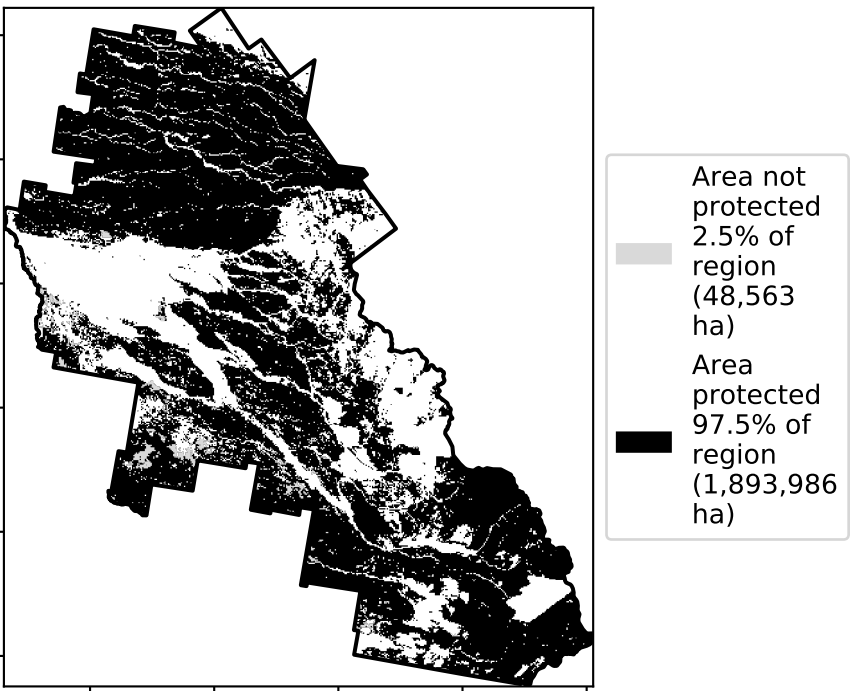 Area not
protected
2.5% of
region
(48,563
ha)
Area
protected
97.5% of
region
(1,893,986
ha)